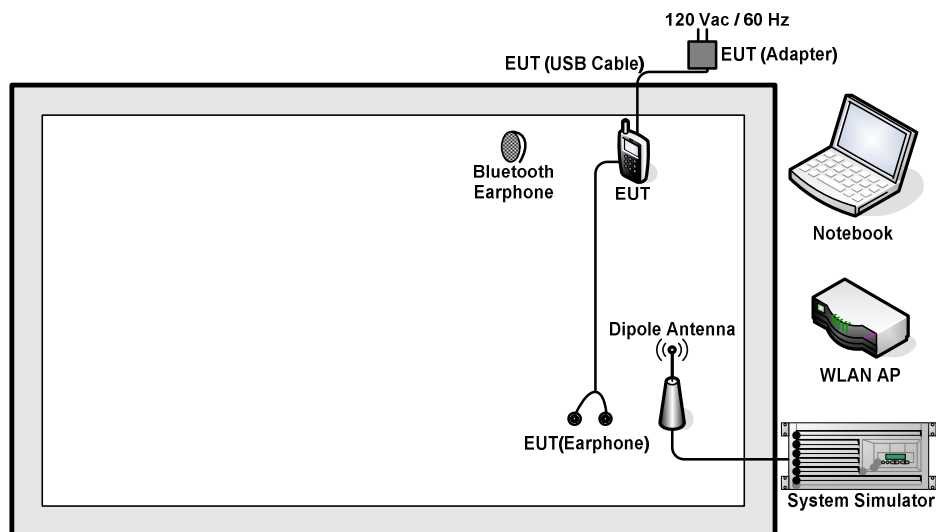 120 Vac / 60 Hz
EUT (USB Cable)
EUT (Adapter)
Bluetooth
Earphone
EUT
Notebook
Dipole Antenna
WLAN AP
EUT(Earphone)
System Simulator